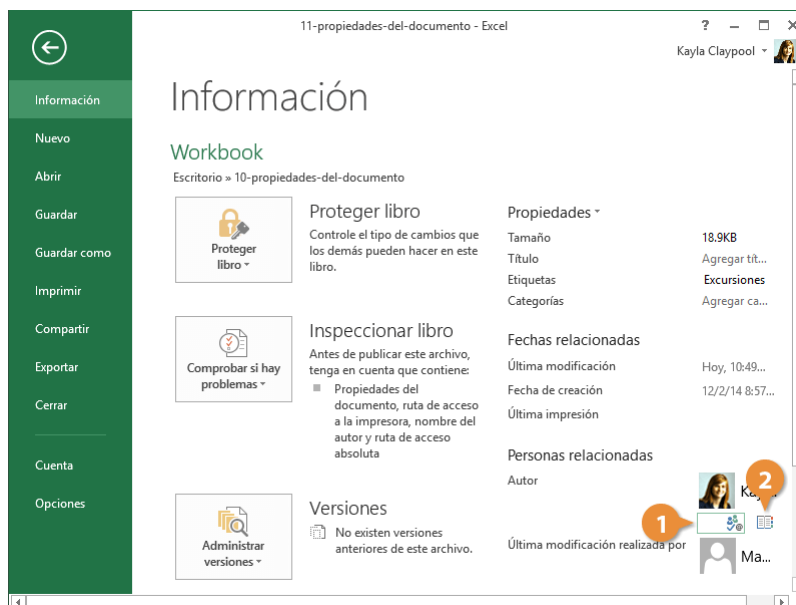 11-propiedades-del-documento - Excel
?
Kayla Claypool
Información
Nuevo
Abrir
Guardar
Guardar como
Imprimir
Compartir
Exportar
Cerrar
Cuenta
Opciones
Información
Workbook
Escritorio » 10-propiedades-del-documento
Proteger
libro
Proteger libro
Controle el tipo de cambios que
los demás pueden hacer en este
libro.
Comprobar si hay
problemas
Inspeccionar libro
Antes de publicar este archivo,
tenga en cuenta que contiene:
Propiedades del
documento, ruta de acceso
a la impresora, nombre del
autor y ruta de acceso
absoluta
Administrar
versiones
Versiones
No existen versiones
anteriores de este archivo.
Propiedades
Tamaño 18.9KB
Título Agregar tít...
Etiquetas Excursiones
Categorías Agregar ca...
Fechas relacionadas
Última modificación Hoy, 10:49...
Fecha de creación 12/2/14 8:57...
Última impresión
Personas relacionadas
Autor
2
1
Última modificación realizada por Ma...